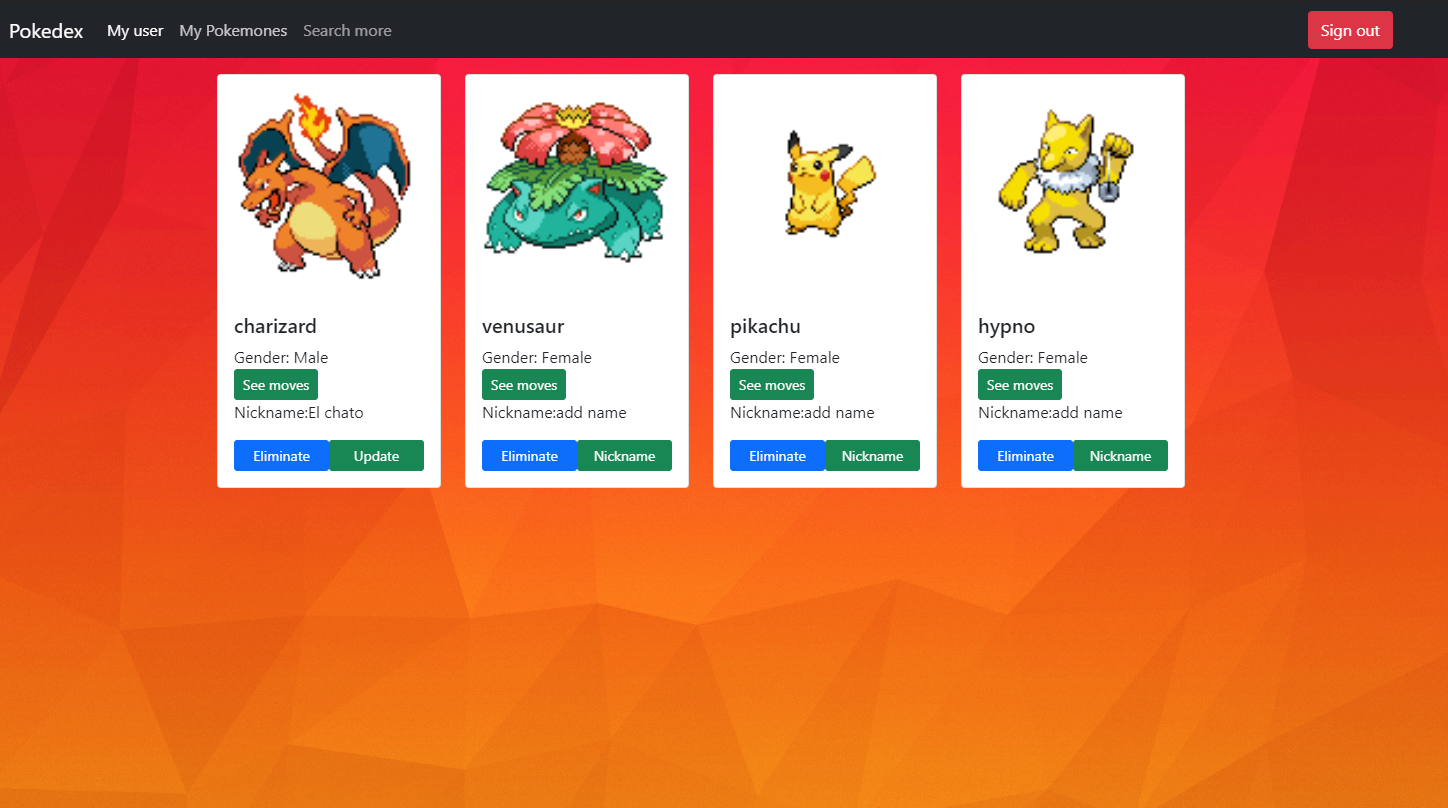 Pokedex My user My Pokemones Search more Sign out
charizard
Gender: Male
See moves
Nickname:El chato
Eliminate Update
venusaur
Gender: Female
See moves
Nickname:add name
Eliminate Nickname
pikachu
Gender: Female
See moves
Nickname:add name
Eliminate Nickname
hypno
Gender: Female
See moves
Nickname:add name
Eliminate Nickname